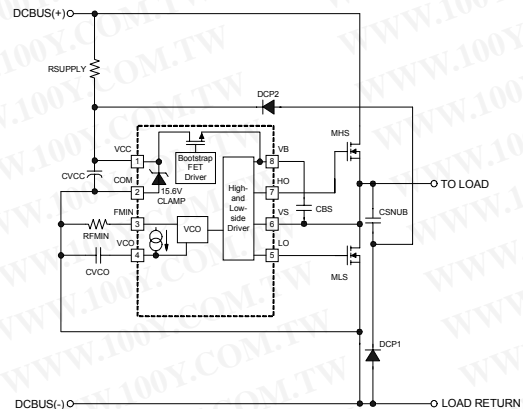 DCBUS(+)
RSUPPLY
DCP2
MHS
VCC
VB
1
8
Bootstrap
FET
Driver
CVCC
COM
HO
2
7
15.6V
CLAMP
High-
and
Low-
side
Driver
TO LOAD
FMIN
VS
CBS
CSNUB
3
6
RFMIN
VCO
VCO
LO
4
5
CVCO
MLS
DCP1
DCBUS(-)
LOAD RETURN
WWW.100Y.COM.TW